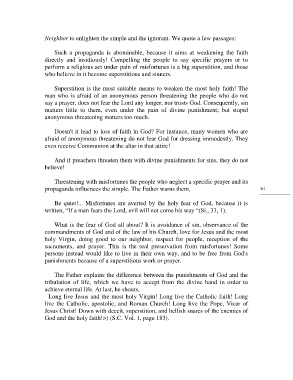 Neighbor to enlighten the simple and the ignorant. We quote a few passages:
Such a propaganda is abominable, because it aims at weakening the faith
directly and insidiously! Compelling the people to say specific prayers or to
perform a religious act under pain of misfortunes is a big superstition, and those
who believe in it become superstitious and sinners.
Superstition is the most suitable means to weaken the most holy faith! The
man who is afraid of an anonymous person threatening the people who do not
say a prayer, does not fear the Lord any longer, nor trusts God. Consequently, sin
matters little to them, even under the pain of divine punishment; but stupid
anonymous threatening matters too much.
Doesn't it lead to loss of faith in God? For instance, many women who are
afraid of anonymous threatening do not fear God for dressing immodestly. They
even receive Communion at the altar in that attire!
And if preachers threaten them with divine punishments for sins, they do not
believe!
Threatening with misfortunes the people who neglect a specific prayer and its
propaganda influences the simple. The Father warns them,
61
Be quiet!... Misfortunes are averted by the holy fear of God, because it is
written, "If a man fears the Lord, evil will not come his way "(Si., 33, 1).
What is the fear of God all about? It is avoidance of sin, observance of the
commandments of God and of the law of his Church, love for Jesus and the most
holy Virgin, doing good to our neighbor, respect for people, reception of the
sacraments, and prayer. This is the real preservation from misfortunes! Some
persons instead would like to live in their own way, and to be free from God's
punishments because of a superstitious work or prayer.
The Father explains the difference between the punishments of God and the
tribulation of life, which we have to accept from the divine hand in order to
achieve eternal life. At last, he shouts,
Long live Jesus and the most holy Virgin! Long live the Catholic faith! Long
live the Catholic, apostolic, and Roman Church! Long live the Pope, Vicar of
Jesus Christ! Down with deceit, superstition, and hellish snares of the enemies of
God and the holy faith!>) (S.C. Vol. 1, page 183).